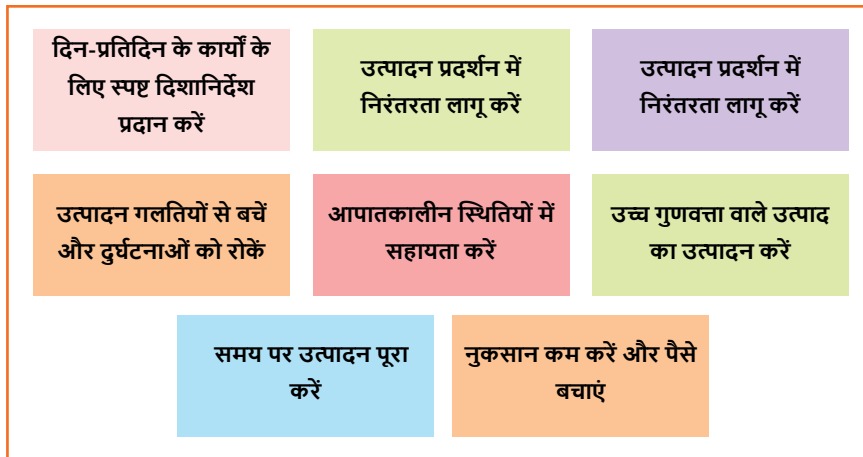 दिन-प्रतिदिन के कार्यों के
लिए स्पष्ट दिशानिर्देश
प्रदान करें
उत्पादन प्रदर्शन में
निरंतरता लागू करें
उत्पादन प्रदर्शन में
निरंतरता लागू करें
उत्पादन गलतियों से बचें
और दुर्घटनाओं को रोकें
आपातकालीन स्थितियों में
सहायता करें
उच्च गुणवत्ता वाले उत्पाद
का उत्पादन करें
समय पर उत्पादन पूरा
करें
नुकसान कम करें और पैसे
बचाएं